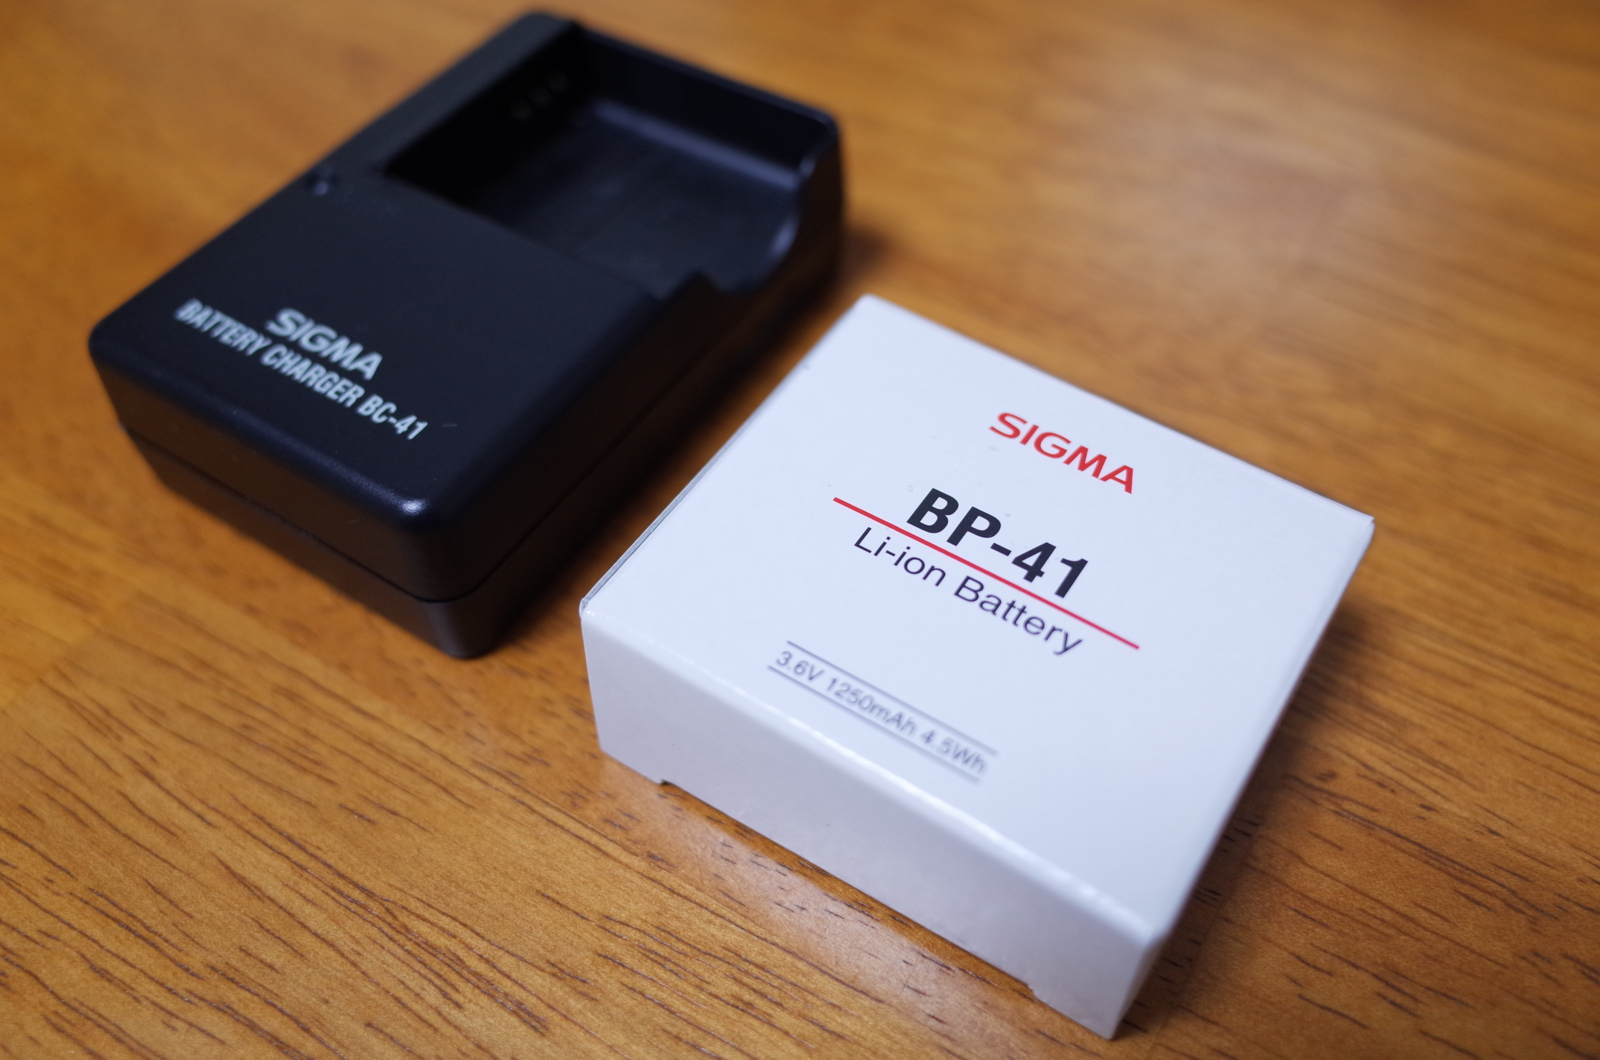 SIGMA
BATTERY CHARGER BC-41
SIGMA
BP-41
Li-ion Battery
3.6V 1250mAh 4.5Wh